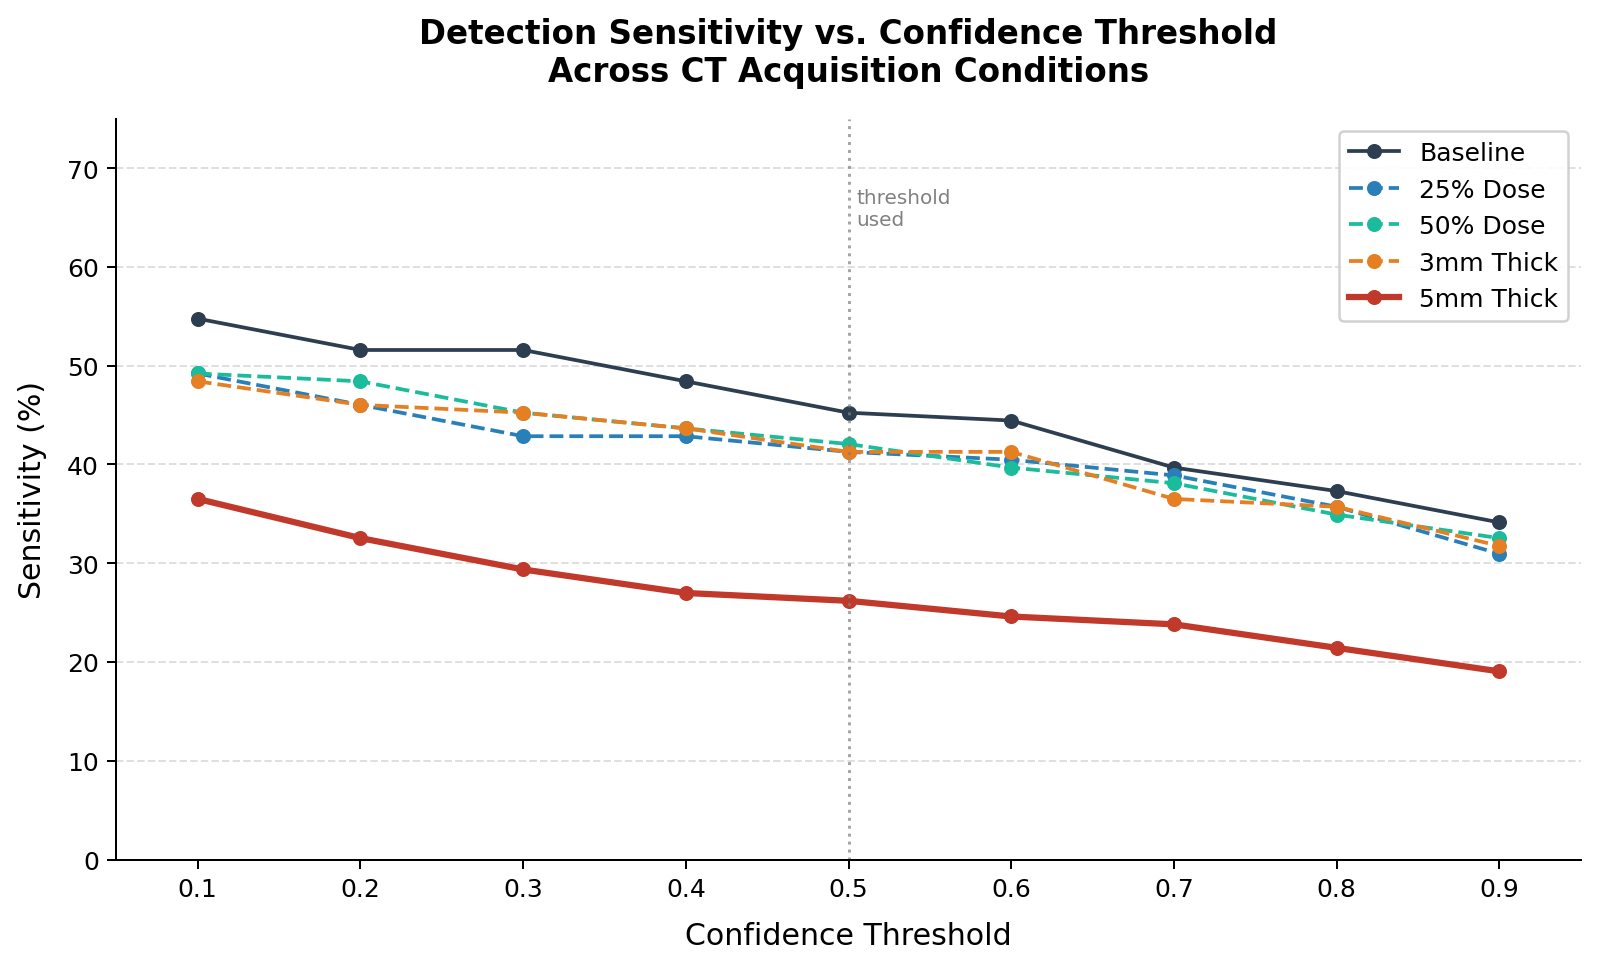 Detection Sensitivity vs. Confidence Threshold
Across CT Acquisition Conditions
Sensitivity (%)
70
60
50
40
30
20
10
0
threshold
used
Baseline
25% Dose
50% Dose
3mm Thick
5mm Thick
0.1 0.2 0.3 0.4 0.5 0.6 0.7 0.8 0.9
Confidence Threshold